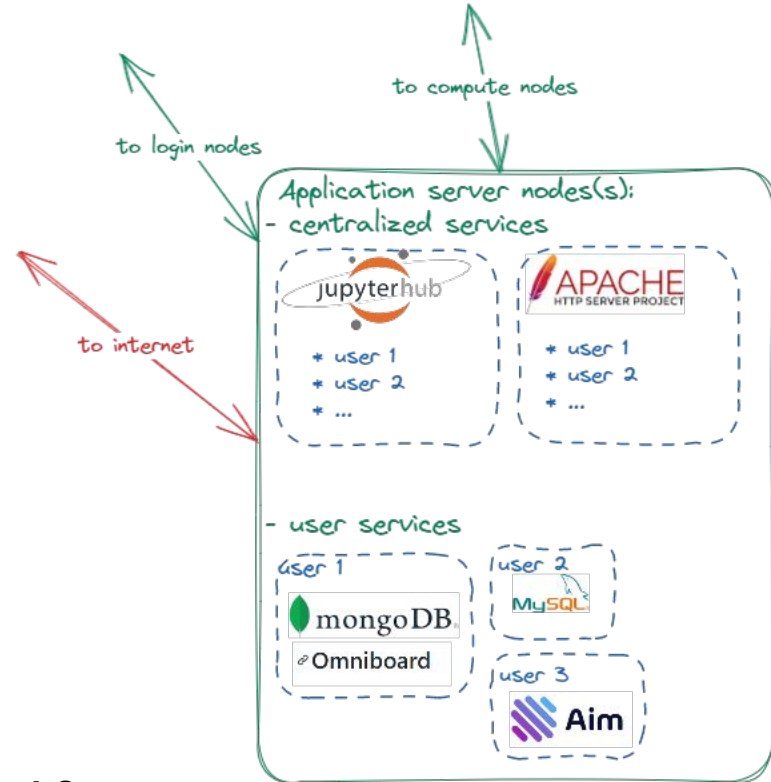 to compute nodes
to login nodes
Application server nodes(s):
- centralized services
jupyterhub
APACHE
HTTP SERVER PROJECT
to internet
* user 1
* user 2
* ...
* user 1
* user 2
* ...
- user services
user 1
mongoDB.
Omniboard
user 2
MySQL
user 3
Aim